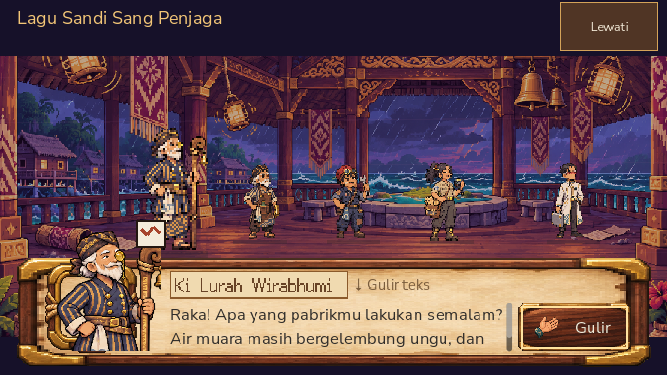 Lagu Sandi Sang Penjaga
Lewati
Ki Lurah Wirabhumi
↓ Gulir teks
Raka! Apa yang pabrikmu lakukan semalam?
Air muara masih bergelembung ungu, dan
Gulir